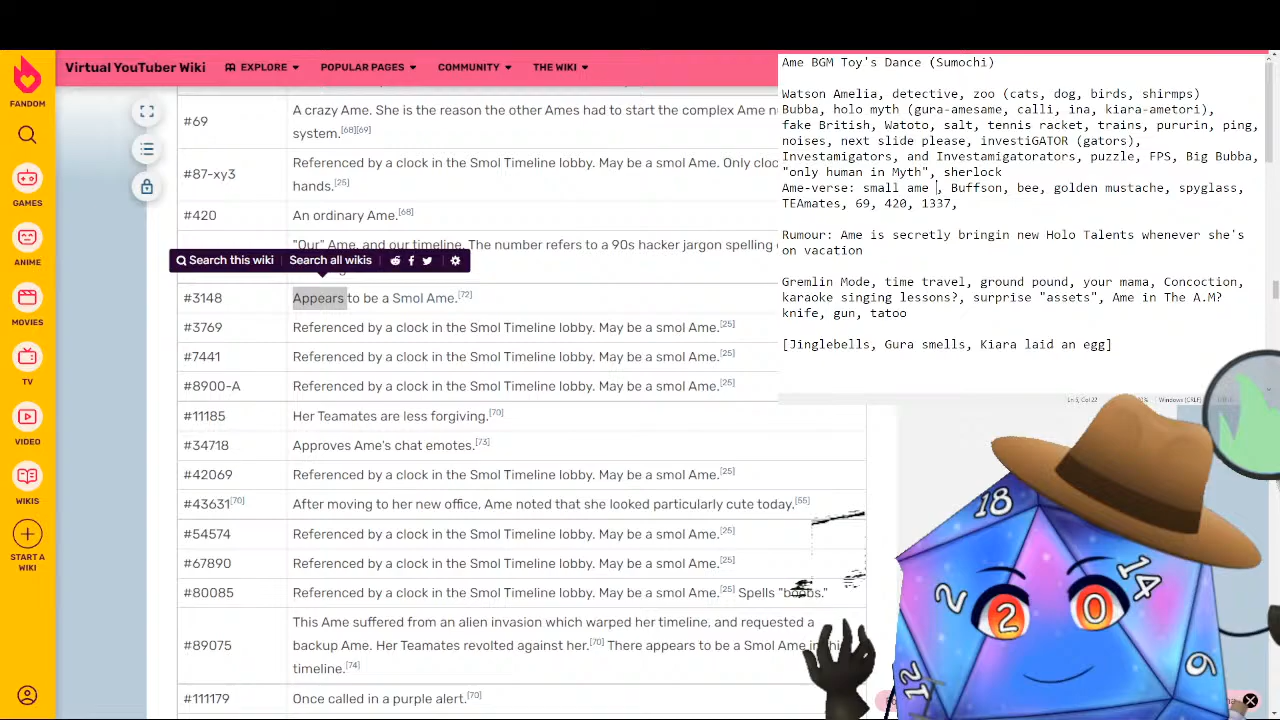 FANDOM
GAMES
ANIME
MOVIES
TV
VIDEO
WIKIS
START A
WIKI
Virtual YouTuber Wiki
EXPLORE
POPULAR PAGES
COMMUNITY
THE WIKI
#69
A crazy Ame. She is the reason the other Ames had to start the complex Ame n
system.[68][69]
#87-xy3
Referenced by a clock in the Smol Timeline lobby. May be a smol Ame. Only cloc
hands.[25]
#420
An ordinary Ame.[68]
"Our" Ame, and our timeline. The number refers to a 90s hacker jargon spelling
Search this wiki
Search all wikis
#3148
Appears to be a Smol Ame.[72]
#3769
Referenced by a clock in the Smol Timeline lobby. May be a smol Ame.[25]
#7441
Referenced by a clock in the Smol Timeline lobby. May be a smol Ame.[25]
#8900-A
Referenced by a clock in the Smol Timeline lobby. May be a smol Ame.[25]
#11185
Her Teamates are less forgiving.[70]
#34718
Approves Ame's chat emotes.[73]
#42069
Referenced by a clock in the Smol Timeline lobby. May be a smol Ame.[25]
#43631[70]
After moving to her new office, Ame noted that she looked particularly cute today.[55]
#54574
Referenced by a clock in the Smol Timeline lobby. May be a smol Ame.[25]
#67890
Referenced by a clock in the Smol Timeline lobby. May be a smol Ame.[25]
#80085
Referenced by a clock in the Smol Timeline lobby. May be a smol Ame.[25] Spells "boobs."
#89075
This Ame suffered from an alien invasion which warped her timeline, and requested a
backup Ame. Her Teamates revolted against her.[70] There appears to be a Smol Ame in
timeline.[74]
#111179
Once called in a purple alert.[70]
Ame BGM Toy's Dance (Sumochi)
Watson Amelia, detective, zoo (cats, dog, birds, shirmps)
Bubba, holo myth (gura-amesame, calli, ina, kiara-ametori),
fake British, Watoto, salt, tennis racket, trains, pururin, ping,
noises, next slide please, investiGATOR (gators),
Investamigators, and Investamigatorators, puzzle, FPS, Big Bubba,
"only human in Myth", sherlock
Ame-verse: small ame , Buffson, bee, golden mustache, spyglass,
TEAmates, 69, 420, 1337,
Rumour: Ame is secretly bringin new Holo Talents whenever she's
on vacation
Gremlin Mode, time travel, ground pound, your mama, Concoction,
karaoke singing lessons?, surprise "assets", Ame in The A.M?
knife, gun, tatoo
[Jinglebells, Gura smells, Kiara laid an egg]
18
14
2
2
0
12
6